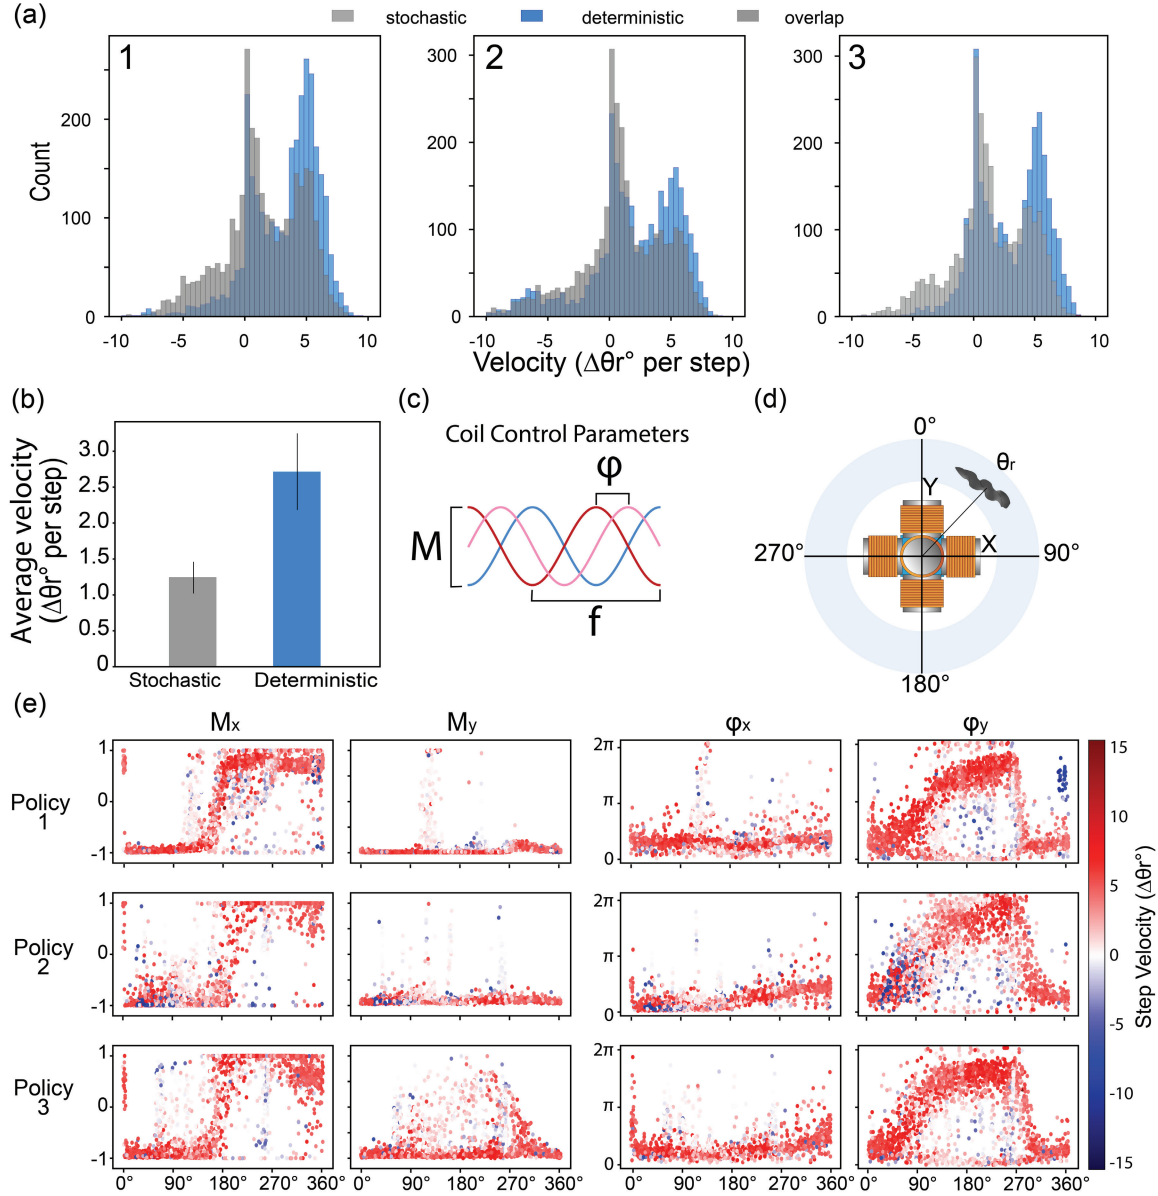 (a)
stochastic deterministic overlap
1 2 3
Count
200
100
0
300
200
100
0
300
200
100
0
-10 -5 0 5 10
-10 -5 0 5 10
-10 -5 0 5 10
Velocity (Δθr° per step)
(b)
Average velocity
(Δθr° per step)
3.0
2.5
2.0
1.5
1.0
0.5
0
Stochastic Deterministic
(c)
Coil Control Parameters
φ
M
f
(d)
0°
θr
Y
X
270° 90°
180°
(e)
Mx My φx φy
Policy
1
1
0
-1
2π
π
0
Policy
2
1
0
-1
2π
π
0
Policy
3
1
0
-1
2π
π
0
0° 90° 180° 270° 360°
0° 90° 180° 270° 360°
0° 90° 180° 270° 360°
0° 90° 180° 270° 360°
15
10
5
0
-5
-10
-15
Step Velocity (Δθr°)